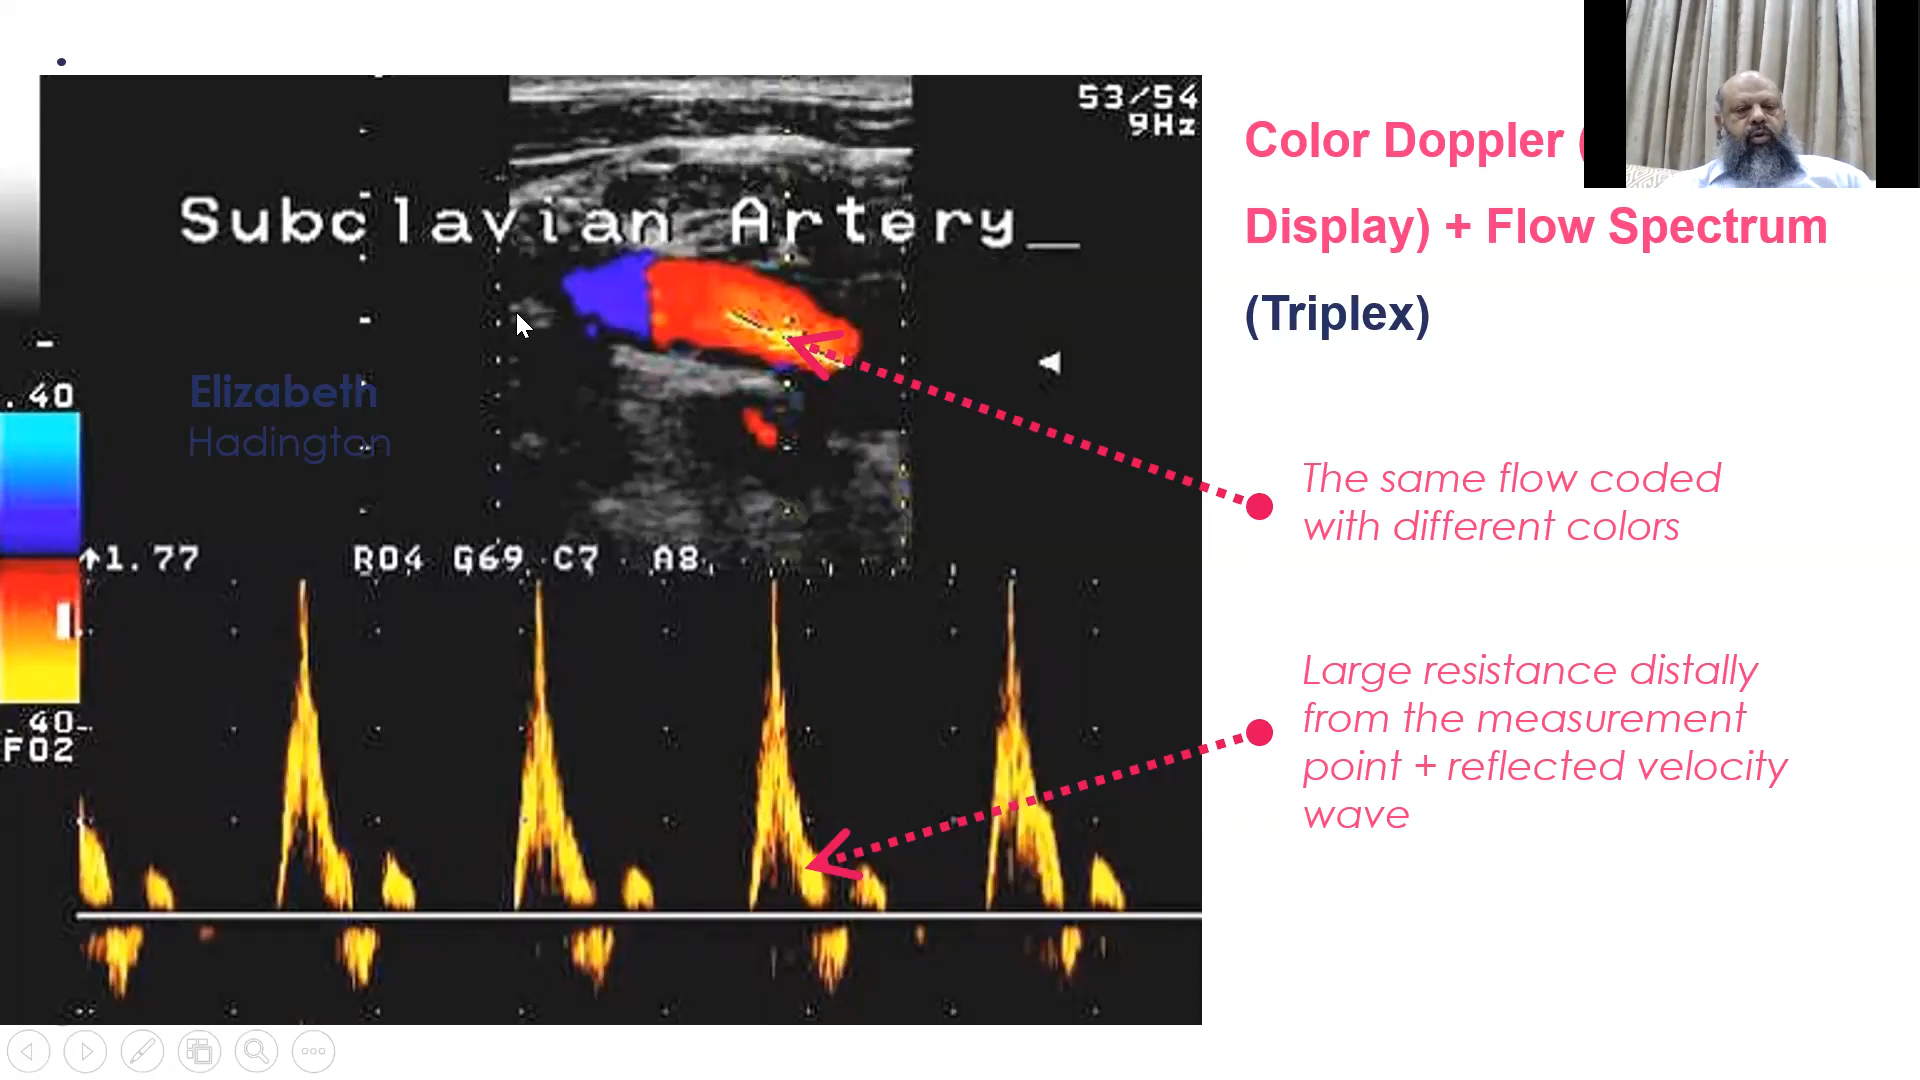 53/54
9Hz
Subclavian Artery_
Elizabeth
Hadington
.40
↑1.77 R04 G69 C7 A8
.40
F02
Color Doppler (
Display) + Flow Spectrum
(Triplex)
The same flow coded
with different colors
Large resistance distally
from the measurement
point + reflected velocity
wave